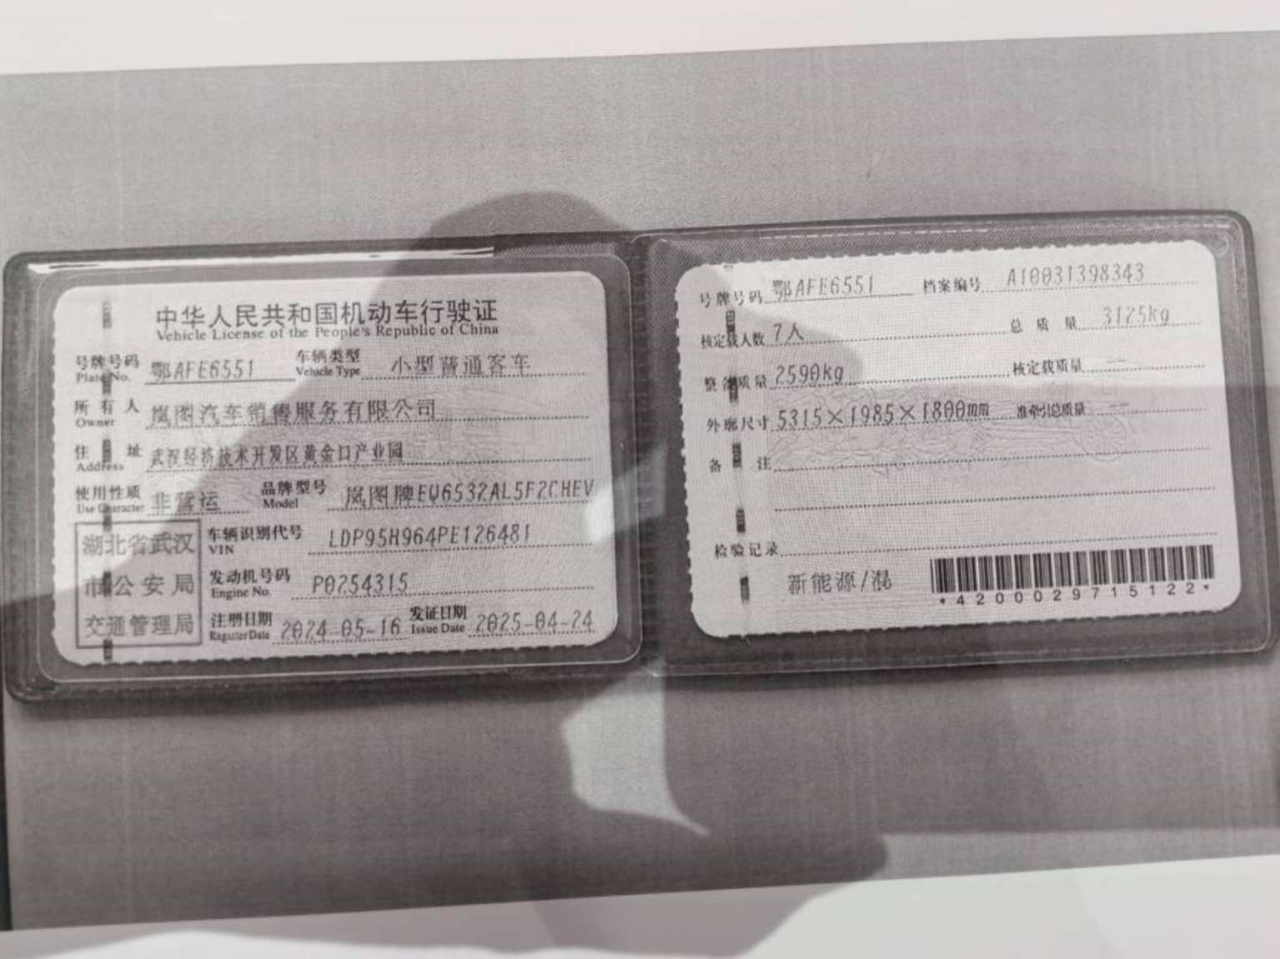 中华人民共和国机动车行驶证
Vehicle License of the People's Republic of China
号牌号码 鄂AFE6551 车辆类型 小型普通客车
Plate No. Vehicle Type
所有人 岚图汽车销售服务有限公司
Owner
住址 武汉经济技术开发区黄金口产业园
Address
使用性质 非营运 品牌型号 岚图牌EQ6532AL5F2CHEV
Use Character Model
湖北省武汉
市公安局
交通管理局
车辆识别代号 LDP95H964PE126481
VIN
发动机号码 P0254315
Engine No.
注册日期 2024-05-16 发证日期 2025-04-24
Register Date Issue Date
号牌号码 鄂AFE6551 档案编号 A10031398343
核定载人数 7人 总质量 3125kg
整备质量 2590kg 核定载质量 --
外廓尺寸 5315×1985×1800mm 准牵引总质量 --
备注
检验记录
新能源/混
*4200029715122*